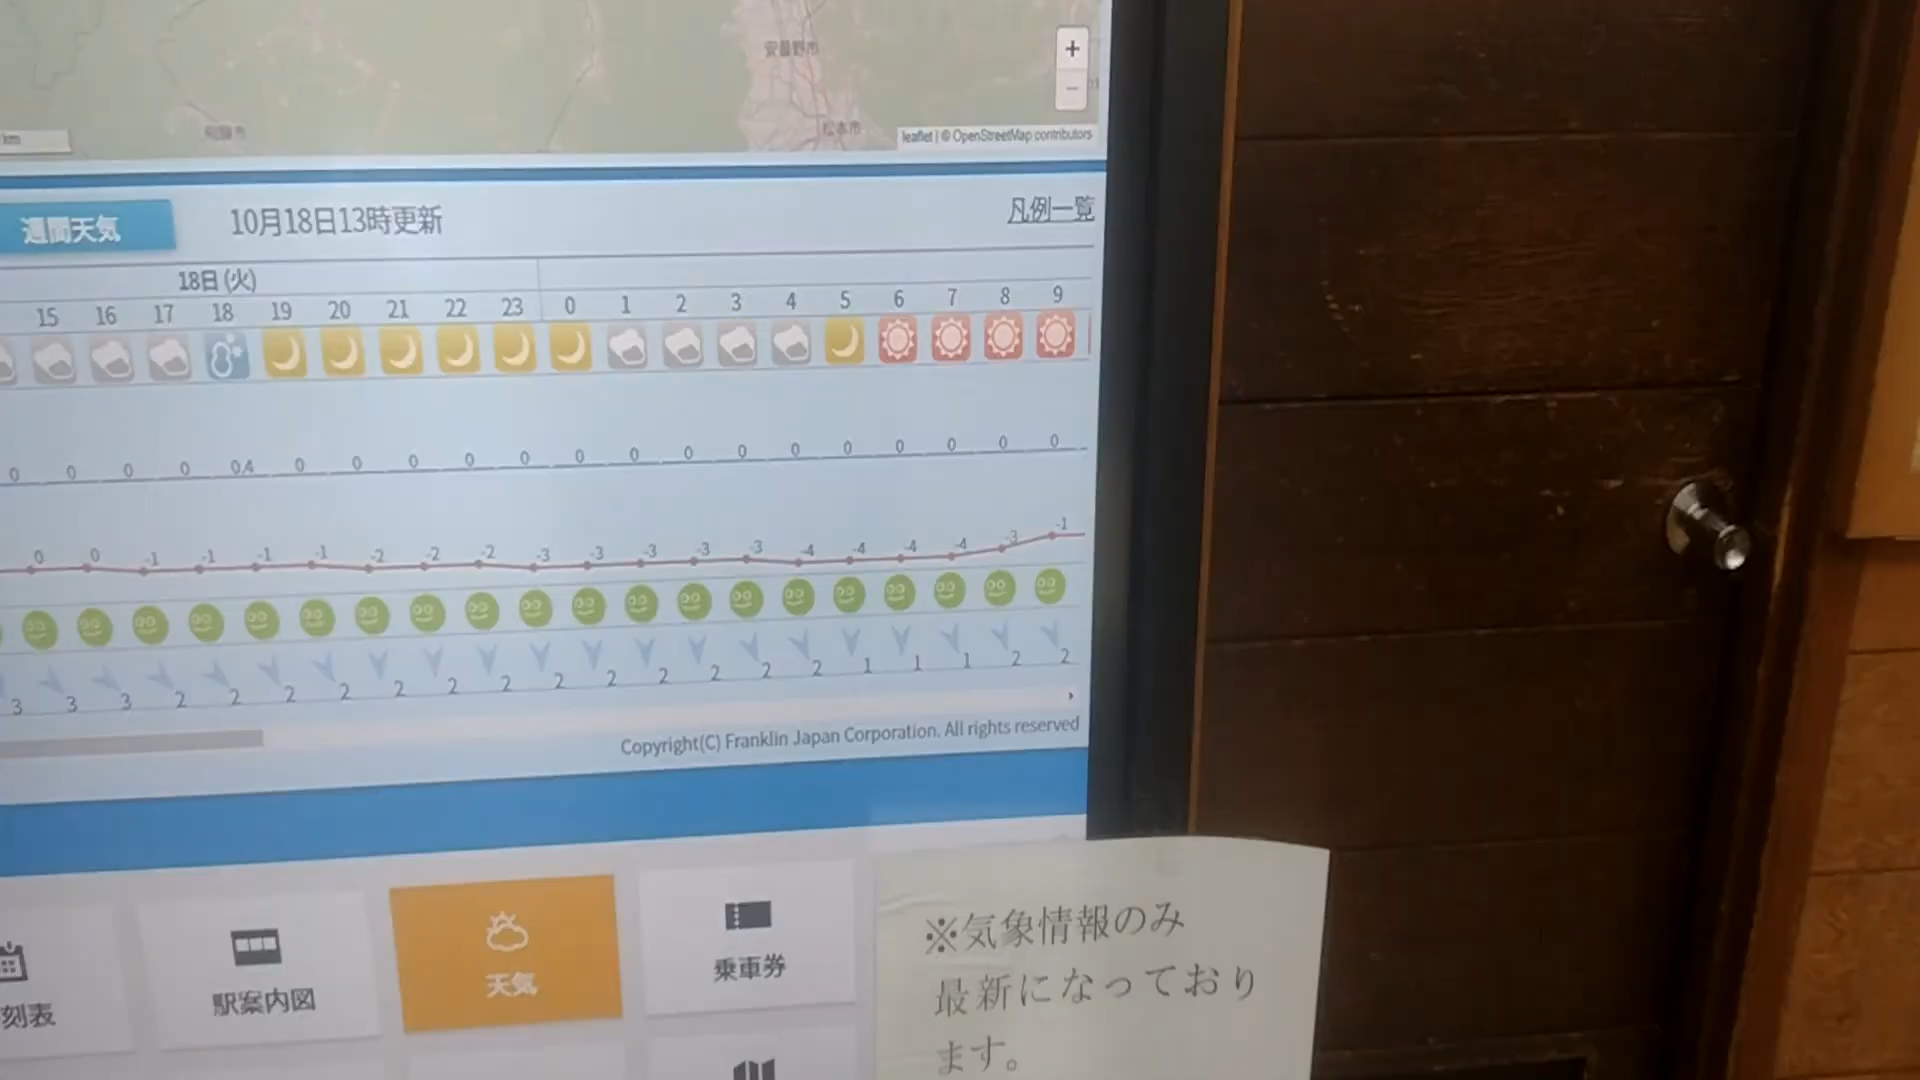 安曇野市
+
−
飛騨市
松本市
km
leaflet | © OpenStreetMap contributors
週間天気
10月18日13時更新
凡例一覧
18日 (火)
15 16 17 18 19 20 21 22 23 0 1 2 3 4 5 6 7 8 9
0 0 0 0 0.4 0 0 0 0 0 0 0 0 0 0 0 0 0 0 0
0 0 -1 -1 -1 -1 -2 -2 -2 -3 -3 -3 -3 -3 -4 -4 -4 -4 -3 -1
3 3 3 2 2 2 2 2 2 2 2 2 2 2 2 2 1 1 1 2 2
Copyright(C) Franklin Japan Corporation. All rights reserved
刻表
駅案内図
天気
乗車券
※気象情報のみ
最新になっており
ます。